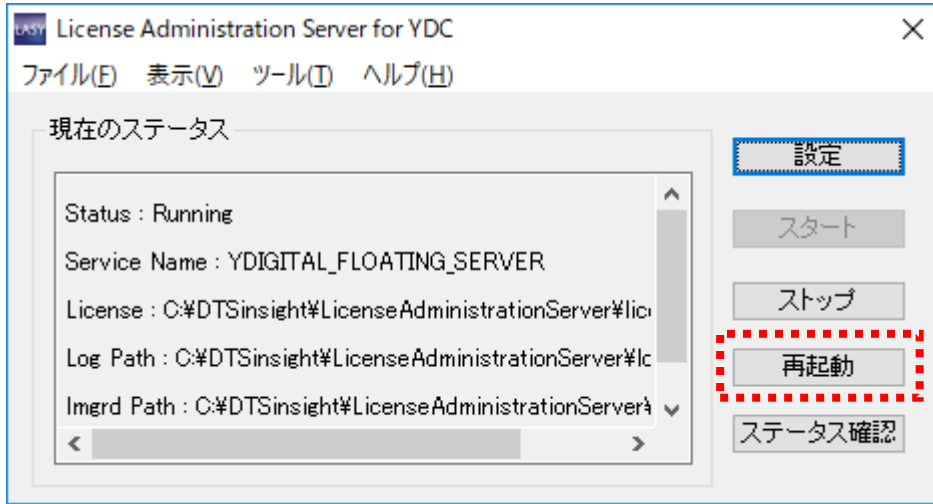 LASY License Administration Server for YDC
ファイル(F) 表示(V) ツール(T) ヘルプ(H)
現在のステータス
Status : Running
Service Name : YDIGITAL_FLOATING_SERVER
License : C:¥DTSinsight¥LicenseAdministrationServer¥lic
Log Path : C:¥DTSinsight¥LicenseAdministrationServer¥lc
lmgrd Path : C:¥DTSinsight¥LicenseAdministrationServer¥
設定
スタート
ストップ
再起動
ステータス確認